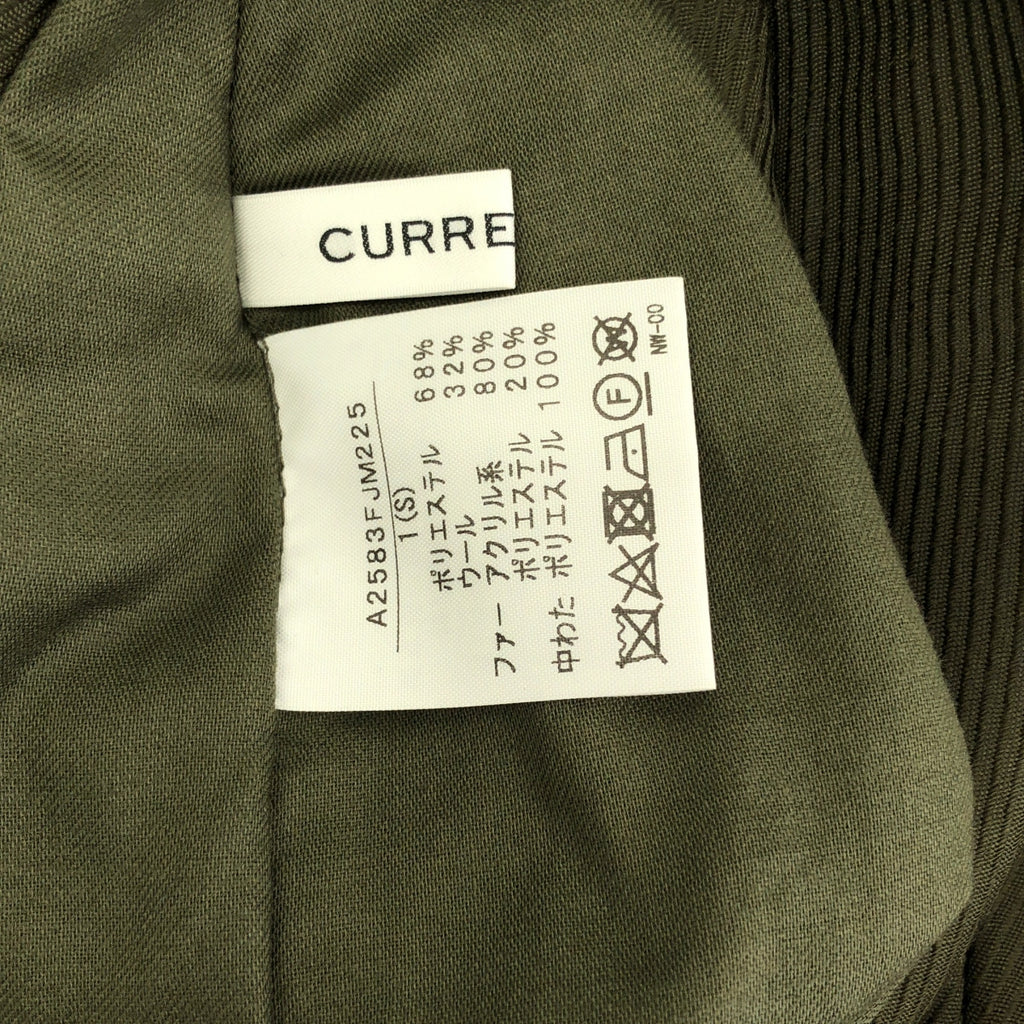 CURRE
A2583FJM225
1(S)
ポリエステル 68%
ウール 32%
ファー アクリル系 80%
ポリエステル 20%
中わた ポリエステル 100%
W
F
NW-00